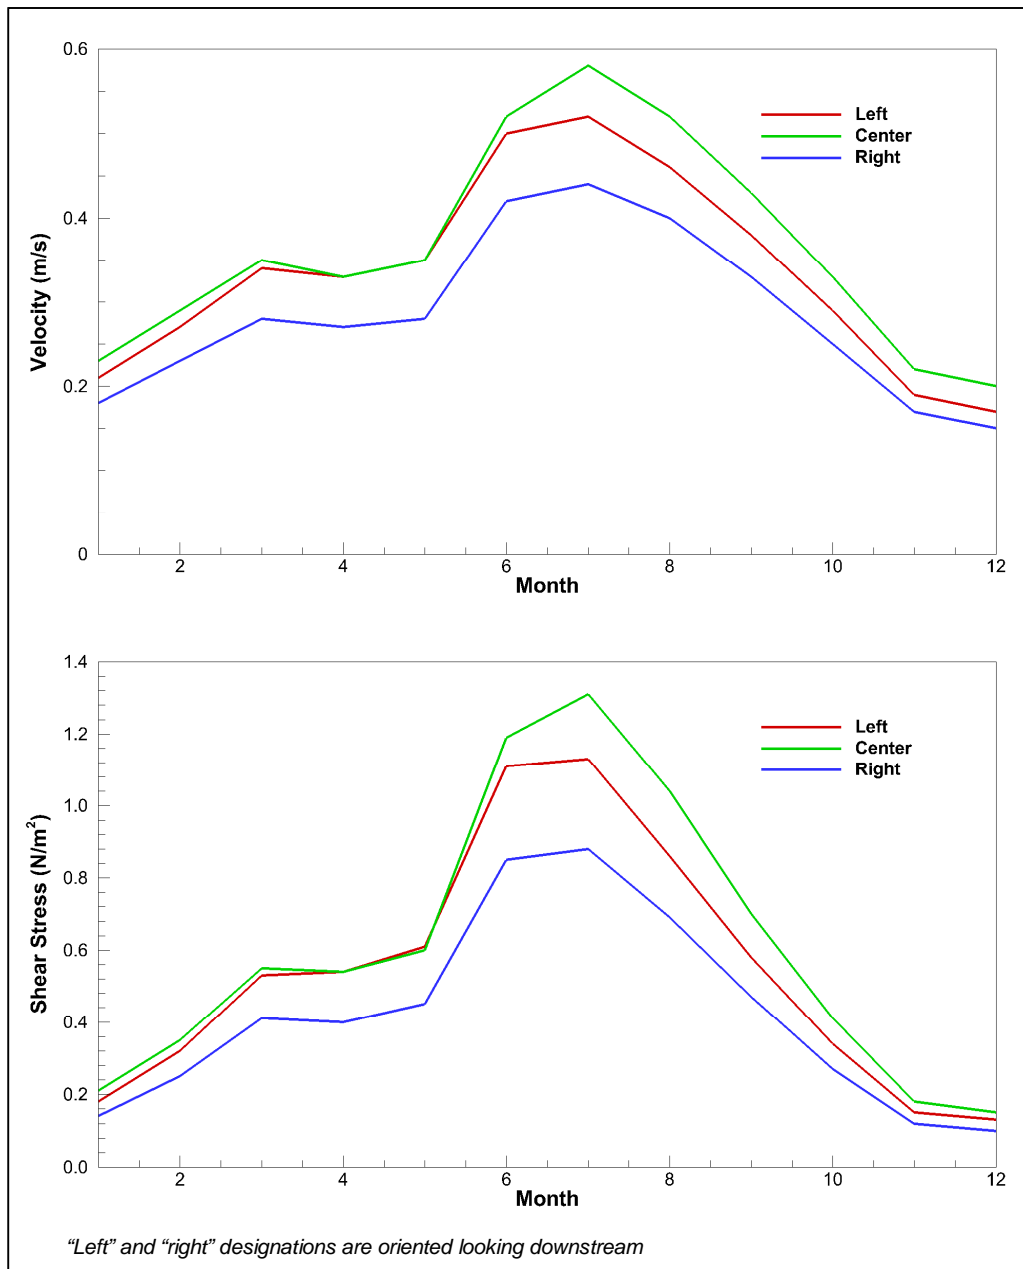 0.6
Left
Center
Right
0.4
Velocity (m/s)
0.2
0
2
4
6
8
10
12
Month
1.4
Left
Center
Right
1.2
1.0
0.8
Shear Stress (N/m²)
0.6
0.4
0.2
0.0
2
4
6
8
10
12
Month
“Left” and “right” designations are oriented looking downstream